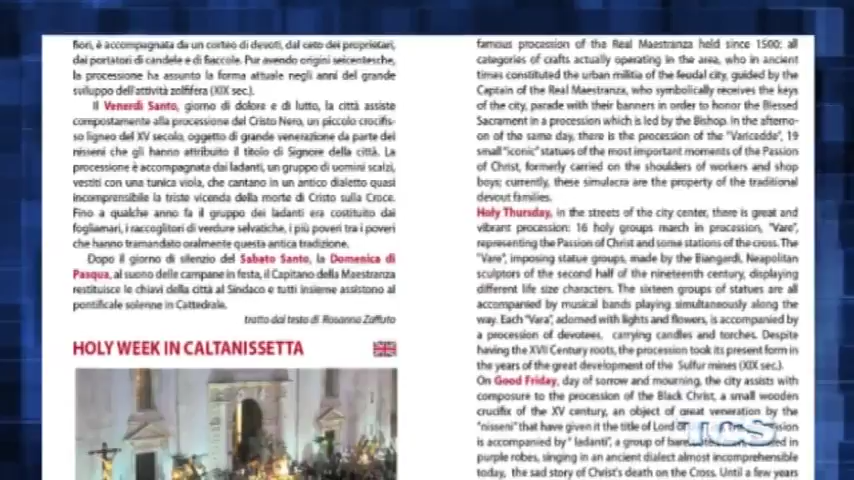 fiori, è accompagnata da un corteo di devoti, dal ceto dei proprietari,
dai portatori di candele e di fiaccole. Pur avendo origini seicentesche,
la processione ha assunto la forma attuale negli anni del grande
sviluppo dell'attività zolfifera (XIX sec.).
Il Venerdì Santo, giorno di dolore e di lutto, la città assiste
compostamente alla processione del Cristo Nero, un piccolo crocifis-
so ligneo del XV secolo, oggetto di grande venerazione da parte dei
nisseni che gli hanno attribuito il titolo di Signore della città. La
processione è accompagnata dai ladanti, un gruppo di uomini scalzi,
vestiti con una tunica viola, che cantano in un antico dialetto quasi
incomprensibile la triste vicenda della morte di Cristo sulla Croce.
Fino a qualche anno fa il gruppo dei ladanti era costituito dai
fogliamari, i raccoglitori di verdure selvatiche, i più poveri tra i poveri
che hanno tramandato oralmente questa antica tradizione.
Dopo il giorno di silenzio del Sabato Santo, la Domenica di
Pasqua, al suono delle campane in festa, il Capitano della Maestranza
restituisce le chiavi della città al Sindaco e tutti insieme assistono al
pontificale solenne in Cattedrale.
tratto dal testo di Rosanna Zaffuto
HOLY WEEK IN CALTANISSETTA
famous procession of the Real Maestranza held since 1500; all
categories of crafts actually operating in the area, who in ancient
times constituted the urban militia of the feudal city, guided by the
Captain of the Real Maestranza, who symbolically receives the keys
of the city, parade with their banners in order to honor the Blessed
Sacrament in a procession which is led by the Bishop. In the afterno-
on of the same day, there is the procession of the "Varicedde", 19
small "iconic" statues of the most important moments of the Passion
of Christ, formerly carried on the shoulders of workers and shop
boys; currently, these simulacra are the property of the traditional
devout families.
Holy Thursday, in the streets of the city center, there is great and
vibrant procession: 16 holy groups march in procession, "Vare",
representing the Passion of Christ and some stations of the cross. The
"Vare", imposing statue groups, made by the Biangardi, Neapolitan
sculptors of the second half of the nineteenth century, displaying
different life size characters. The sixteen groups of statues are all
accompanied by musical bands playing simultaneously along the
way. Each "Vara", adorned with lights and flowers, is accompanied by
a procession of devotees, carrying candles and torches. Despite
having the XVII Century roots, the procession took its present form in
the years of the great development of the Sulfur mines (XIX sec.).
On Good Friday, day of sorrow and mourning, the city assists with
composure to the procession of the Black Christ, a small wooden
crucifix of the XV century, an object of great veneration by the
"nisseni" that have given it the title of Lord
is accompanied by "ladanti", a group of in
purple robes, singing in an ancient dialect almost incomprehensible
today, the sad story of Christ's death on the Cross. Until a few years
TCS